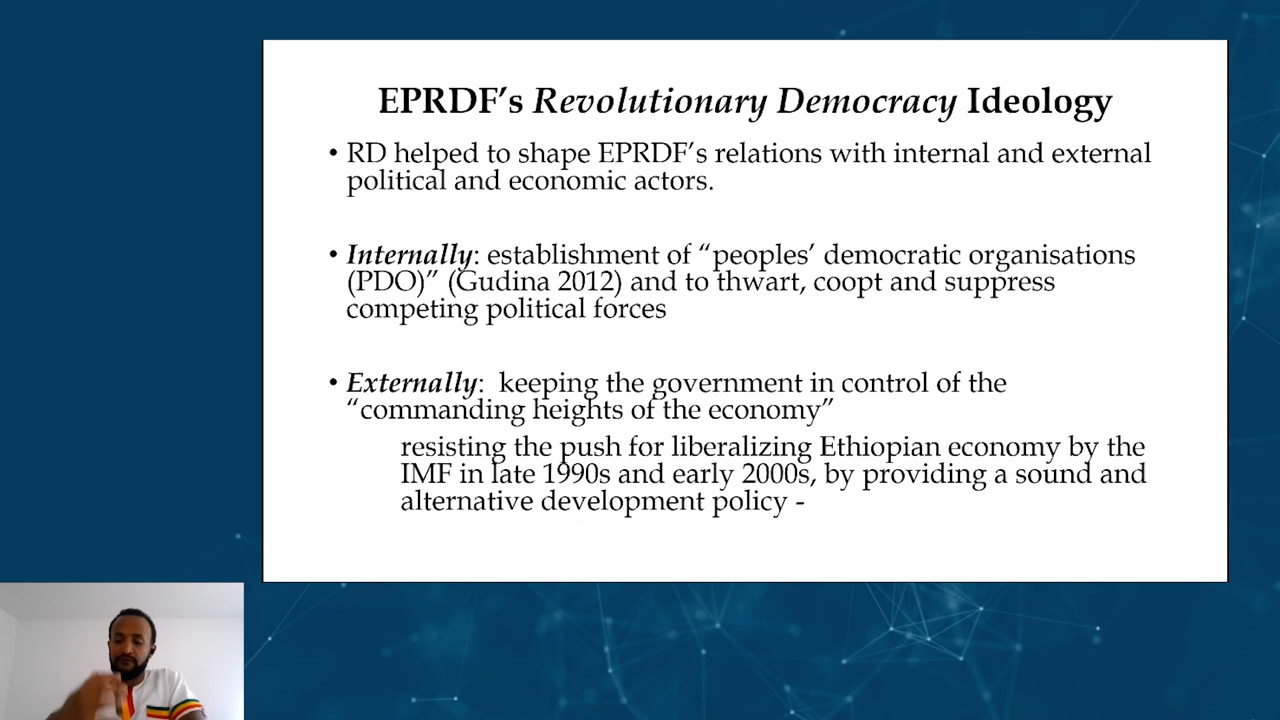 EPRDF’s Revolutionary Democracy Ideology
• RD helped to shape EPRDF’s relations with internal and external
political and economic actors.
• Internally: establishment of “peoples’ democratic organisations
(PDO)” (Gudina 2012) and to thwart, coopt and suppress
competing political forces
• Externally: keeping the government in control of the
“commanding heights of the economy”
resisting the push for liberalizing Ethiopian economy by the
IMF in late 1990s and early 2000s, by providing a sound and
alternative development policy -